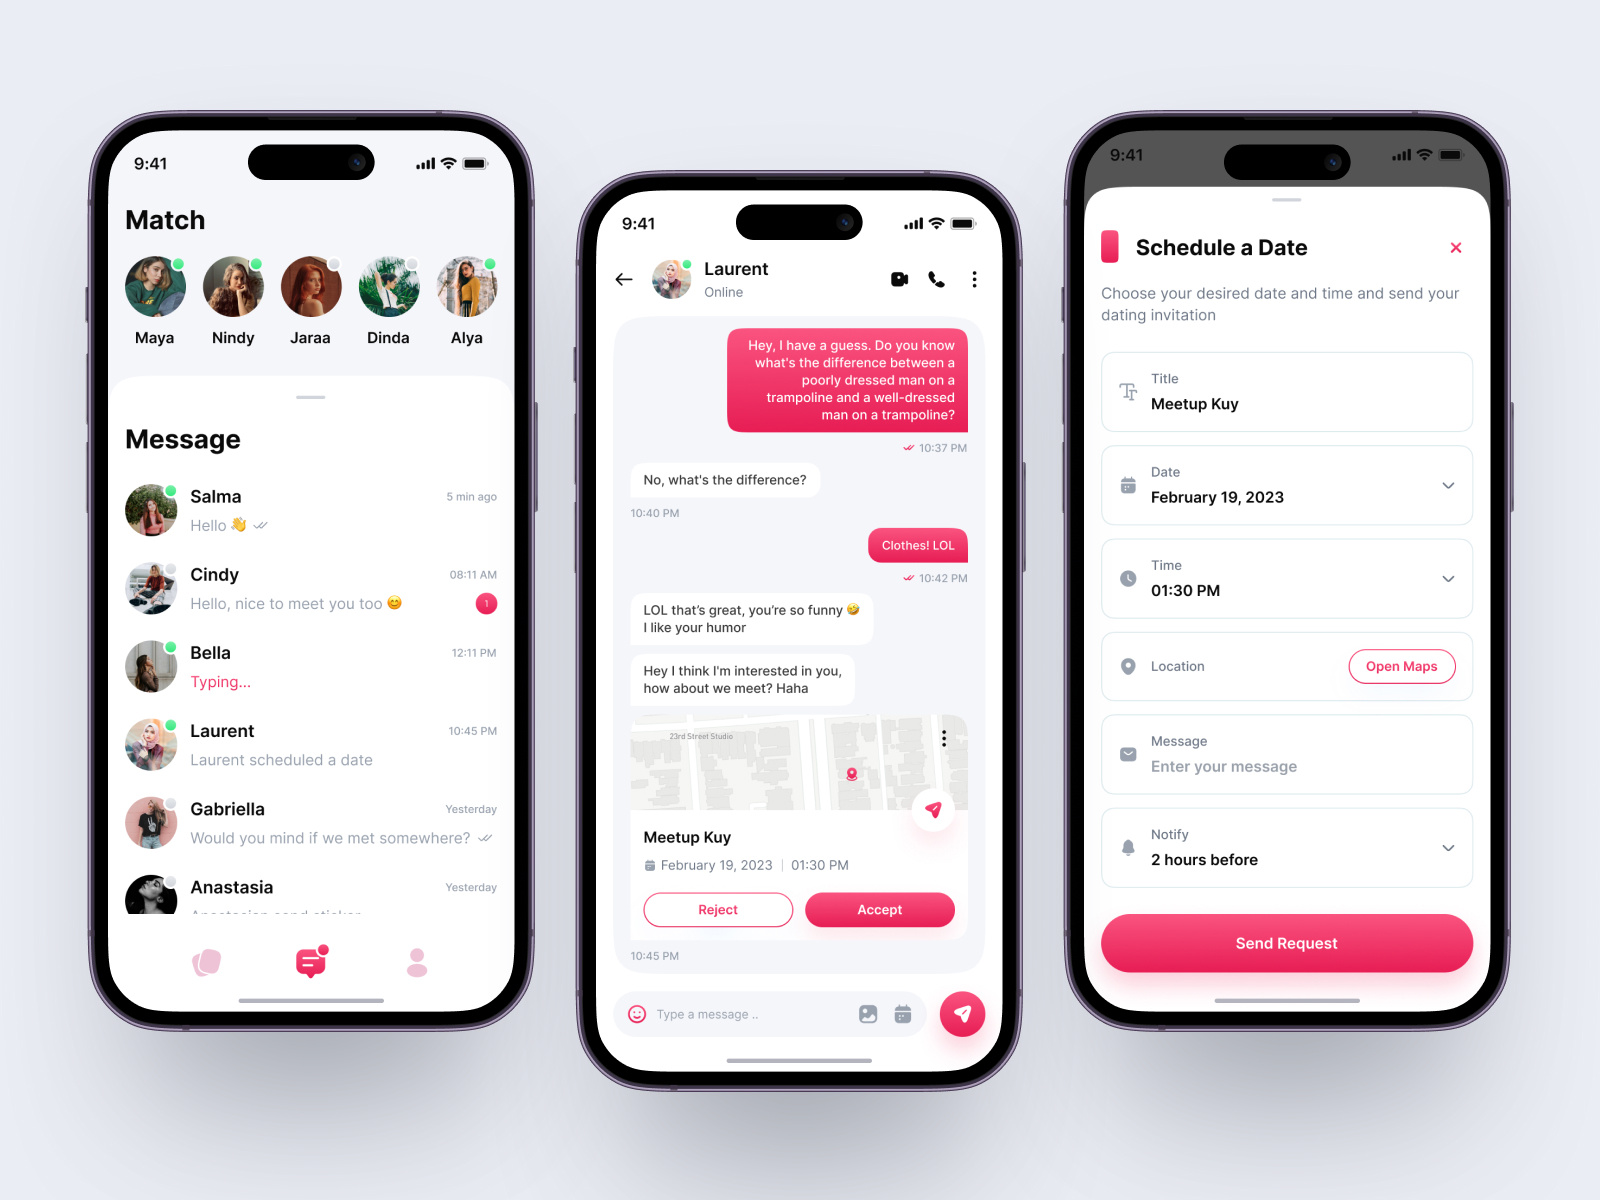 9:41
Match
Maya
Nindy
Jaraa
Dinda
Alya
Message
Salma
5 min ago
Hello 👋
Cindy
08:11 AM
Hello, nice to meet you too 😊
1
Bella
12:11 PM
Typing...
Laurent
10:45 PM
Laurent scheduled a date
Gabriella
Yesterday
Would you mind if we met somewhere?
Anastasia
Yesterday
9:41
Laurent
Online
Hey, I have a guess. Do you know
what's the difference between a
poorly dressed man on a
trampoline and a well-dressed
man on a trampoline?
10:37 PM
No, what's the difference?
10:40 PM
Clothes! LOL
10:42 PM
LOL that's great, you're so funny 🤣
I like your humor
Hey I think I'm interested in you,
how about we meet? Haha
23rd Street Studio
Meetup Kuy
February 19, 2023 | 01:30 PM
Reject
Accept
10:45 PM
Type a message ..
9:41
Schedule a Date
Choose your desired date and time and send your
dating invitation
Title
Meetup Kuy
Date
February 19, 2023
Time
01:30 PM
Location
Open Maps
Message
Enter your message
Notify
2 hours before
Send Request